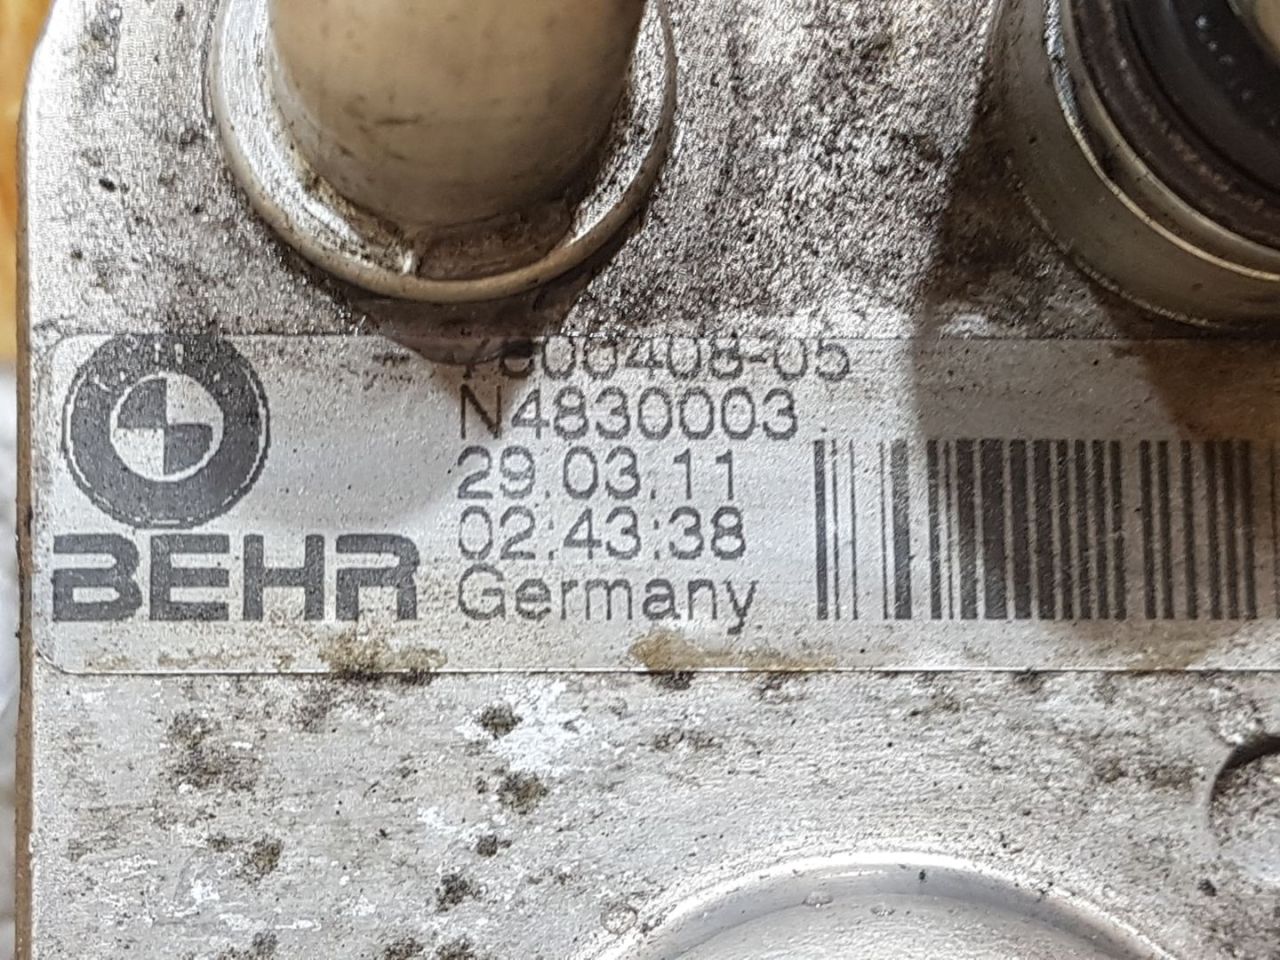 7800408-05
N4830003
29.03.11
02:43:38
Germany
BEHR